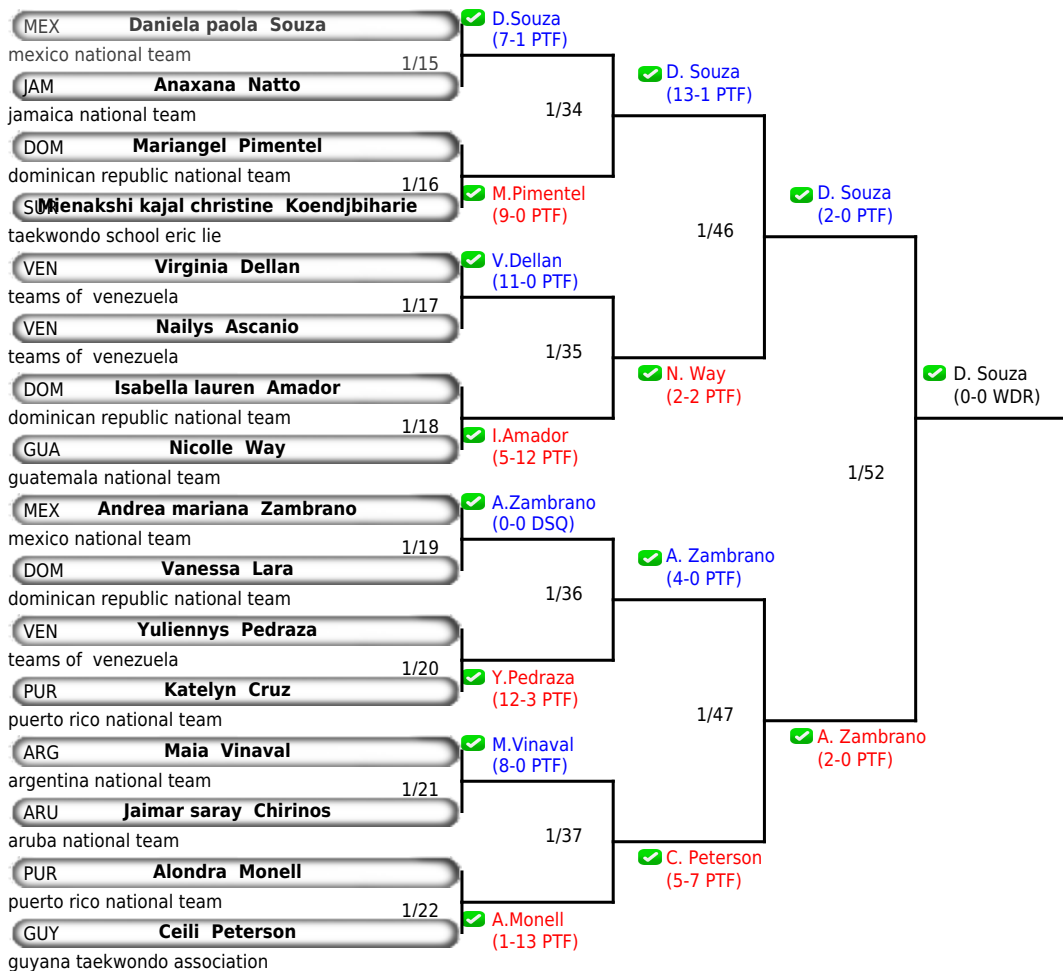 MEX Daniela paola Souza
mexico national team
1/15
JAM Anaxana Natto
jamaica national team
D.Souza
(7-1 PTF)
DOM Mariangel Pimentel
dominican republic national team
1/16
SUR Mienakshi kajal christine Koendjbiharie
taekwondo school eric lie
M.Pimentel
(9-0 PTF)
1/34
D. Souza
(13-1 PTF)
VEN Virginia Dellan
teams of venezuela
1/17
VEN Nailys Ascanio
teams of venezuela
V.Dellan
(11-0 PTF)
DOM Isabella lauren Amador
dominican republic national team
1/18
GUA Nicolle Way
guatemala national team
I.Amador
(5-12 PTF)
1/35
N. Way
(2-2 PTF)
1/46
D. Souza
(2-0 PTF)
MEX Andrea mariana Zambrano
mexico national team
1/19
DOM Vanessa Lara
dominican republic national team
A.Zambrano
(0-0 DSQ)
VEN Yuliennys Pedraza
teams of venezuela
1/20
PUR Katelyn Cruz
puerto rico national team
Y.Pedraza
(12-3 PTF)
1/36
A. Zambrano
(4-0 PTF)
ARG Maia Vinaval
argentina national team
1/21
ARU Jaimar saray Chirinos
aruba national team
M.Vinaval
(8-0 PTF)
PUR Alondra Monell
puerto rico national team
1/22
GUY Ceili Peterson
guyana taekwondo association
A.Monell
(1-13 PTF)
1/37
C. Peterson
(5-7 PTF)
1/47
A. Zambrano
(2-0 PTF)
1/52
D. Souza
(0-0 WDR)